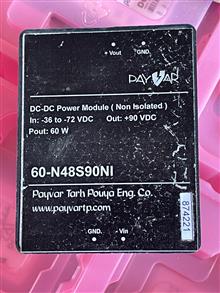 + Vout GND.
PAYVAR
DC-DC Power Module ( Non Isolated )
In: -36 to -72 VDC Out: +90 VDC
Pout: 60 W
60-N48S90NI
Payvar Tarh Pouya Eng. Co.
www.payvartp.com
GND. - Vin
874221